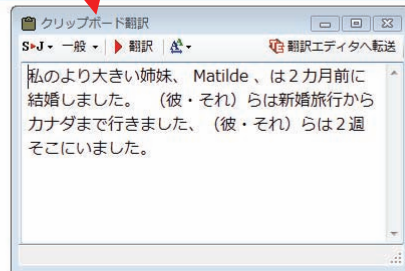 クリップボード翻訳
S▸J 一般 翻訳 翻訳エディタへ転送
私のより大きい姉妹、 Matilde 、は２カ月前に
結婚しました。 （彼・それ）らは新婚旅行から
カナダまで行きました、（彼・それ）らは２週
そこにいました。